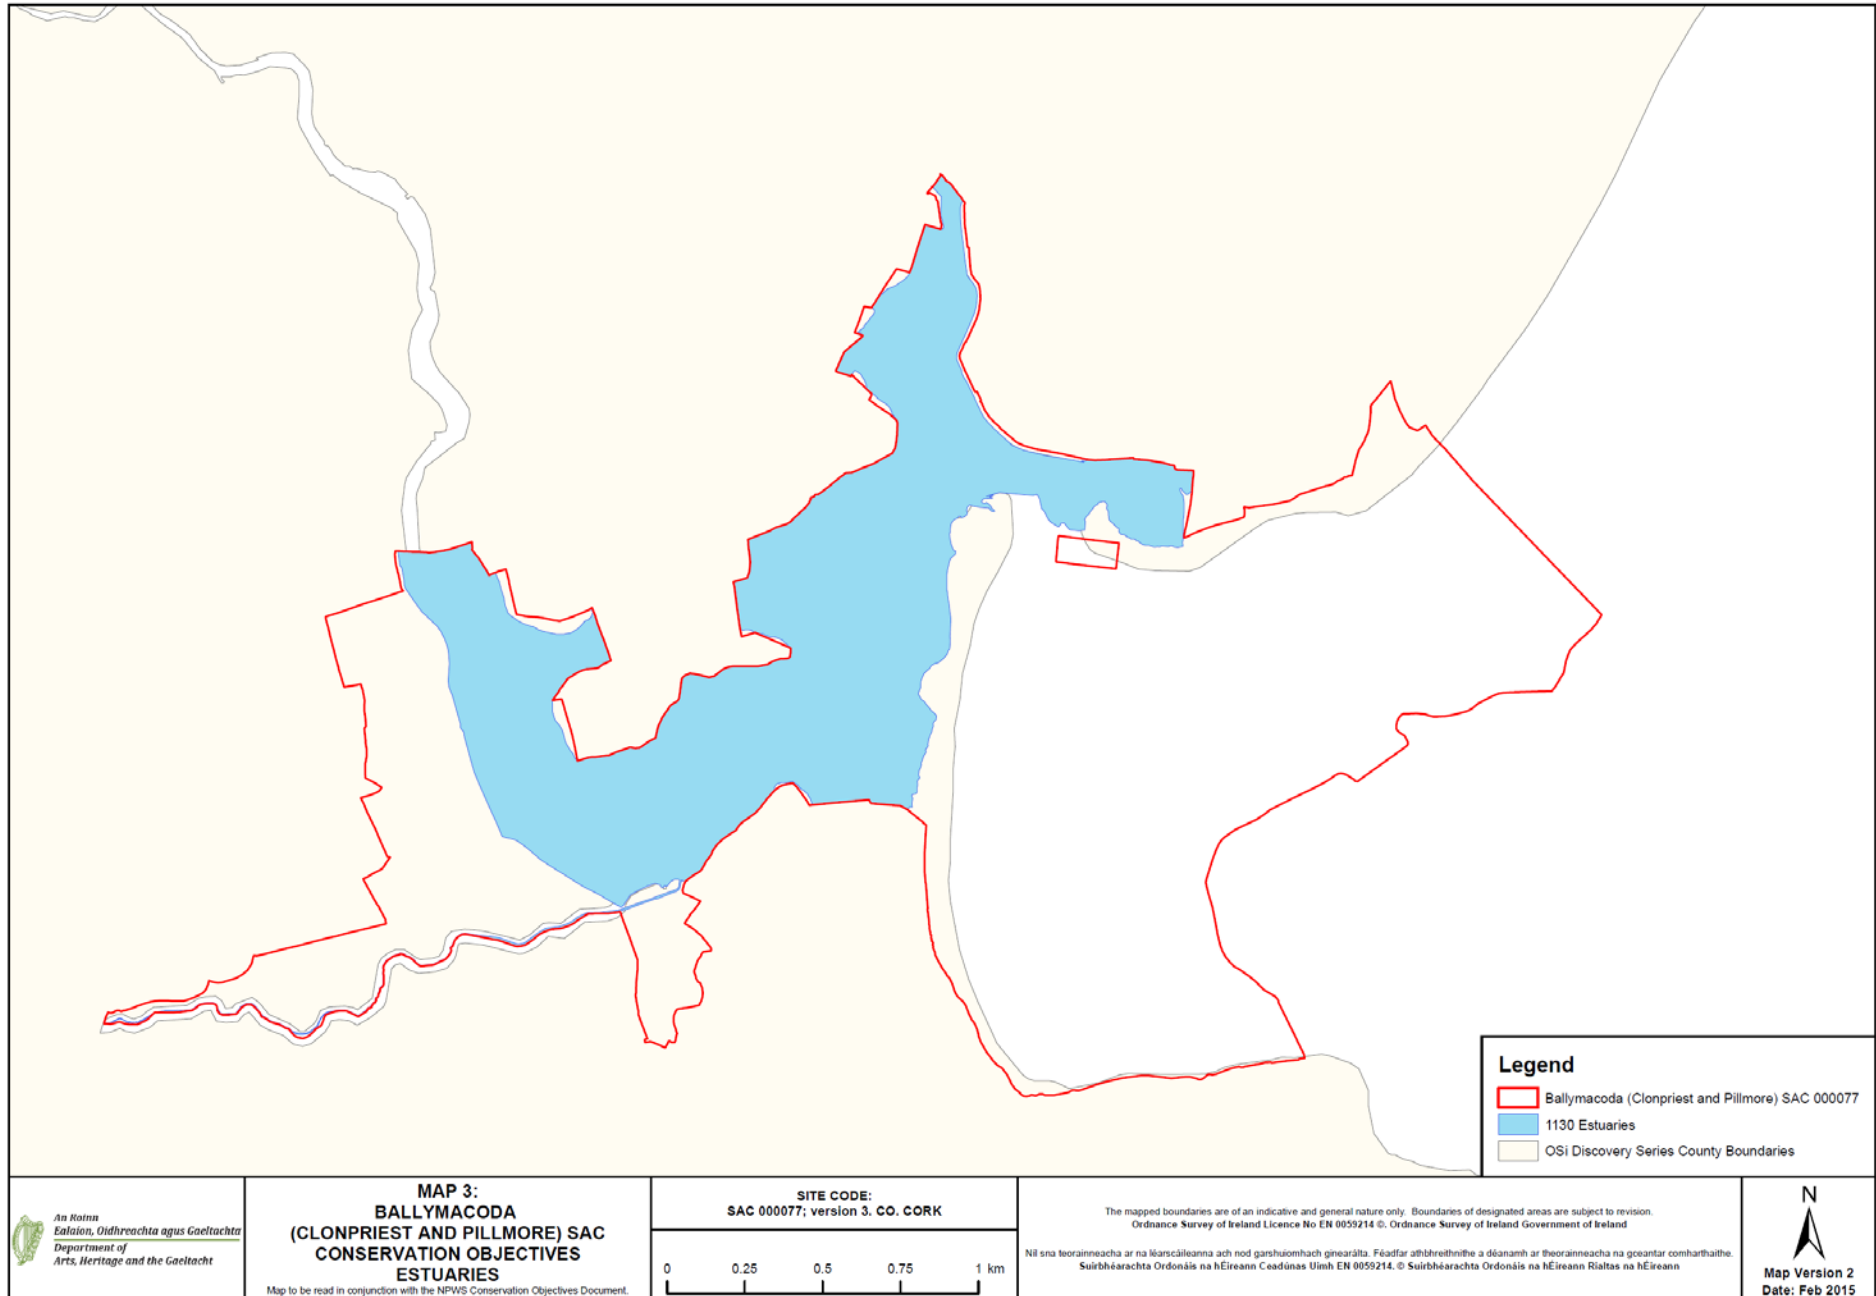 Legend
Ballymacoda (Clonpriest and Pillmore) SAC 000077
1130 Estuaries
OSi Discovery Series County Boundaries
An Roinn
Ealaíon, Oidhreachta agus Gaeltachta
Department of
Arts, Heritage and the Gaeltacht
MAP 3:
BALLYMACODA
(CLONPRIEST AND PILLMORE) SAC
CONSERVATION OBJECTIVES
ESTUARIES
Map to be read in conjunction with the NPWS Conservation Objectives Document.
SITE CODE:
SAC 000077; version 3. CO. CORK
0 0.25 0.5 0.75 1 km
The mapped boundaries are of an indicative and general nature only. Boundaries of designated areas are subject to revision.
Ordnance Survey of Ireland Licence No EN 0059214 ©. Ordnance Survey of Ireland Government of Ireland
Níl sna teorainneacha ar na léarscáileanna ach nod garshuiomhach ginearálta. Féadfar athbhreithnithe a déanamh ar theorainneacha na gceantar comharthaithe.
Suirbhéarachta Ordonáis na hÉireann Ceadúnas Uimh EN 0059214. © Suirbhéarachta Ordonáis na hÉireann Rialtas na hÉireann
N
Map Version 2
Date: Feb 2015